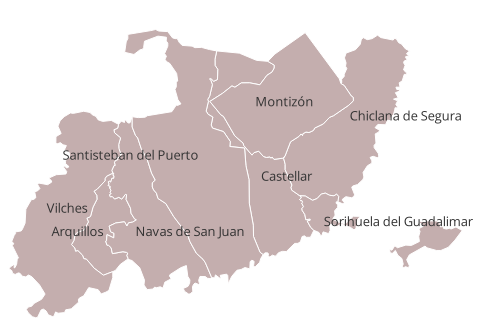 Montizón
Chiclana de Segura
Santisteban del Puerto
Castellar
Vilches
Sorihuela del Guadalimar
Arquillos
Navas de San Juan